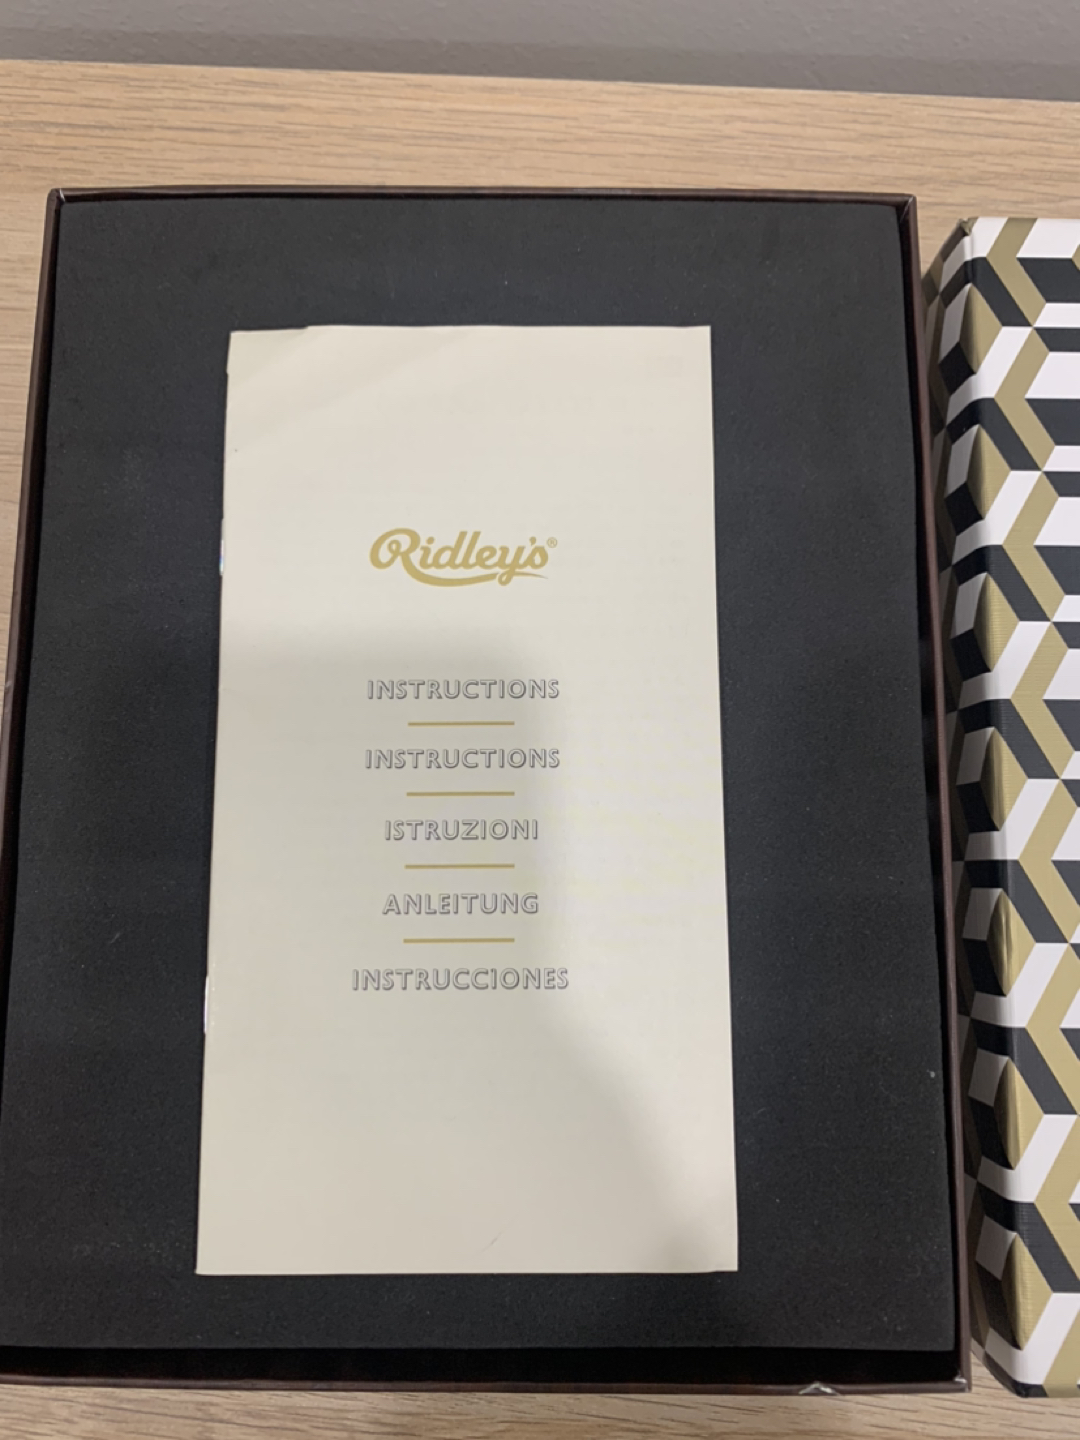 Ridley's®
INSTRUCTIONS
INSTRUCTIONS
ISTRUZIONI
ANLEITUNG
INSTRUCCIONES